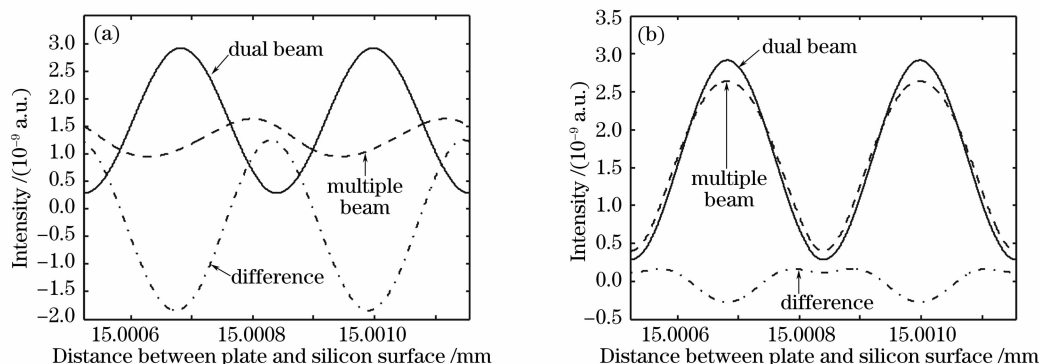 (a)
dual beam
multiple
beam
difference
3.0
2.5
2.0
1.5
1.0
0.5
0.0
−0.5
−1.0
−1.5
−2.0
15.0006
15.0008
15.0010
Intensity /(10⁻⁹ a.u.)
Distance between plate and silicon surface /mm
(b)
dual beam
multiple
beam
difference
3.5
3.0
2.5
2.0
1.5
1.0
0.5
0.0
−0.5
15.0006
15.0008
15.0010
Intensity /(10⁻⁹ a.u.)
Distance between plate and silicon surface /mm